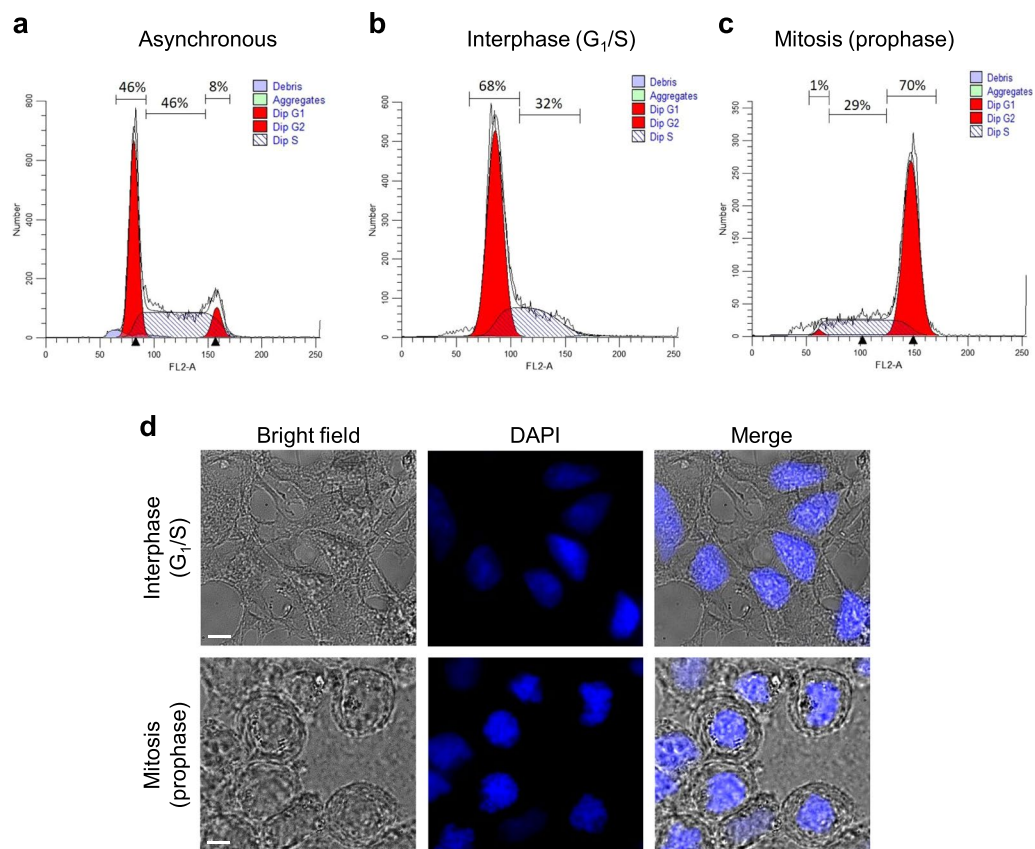 a
Asynchronous
46%
8%
46%
Debris
Aggregates
Dip G1
Dip G2
Dip S
Number
800
600
400
200
0
0 50 100 150 200 250
FL2-A
b
Interphase (G₁/S)
68%
32%
Debris
Aggregates
Dip G1
Dip G2
Dip S
Number
600
500
400
300
200
100
0
0 50 100 150 200 250
FL2-A
c
Mitosis (prophase)
1%
70%
29%
Debris
Aggregates
Dip G1
Dip G2
Dip S
Number
350
300
250
200
150
100
50
0
0 50 100 150 200 250
FL2-A
d
Bright field
DAPI
Merge
Interphase
(G₁/S)
Mitosis
(prophase)